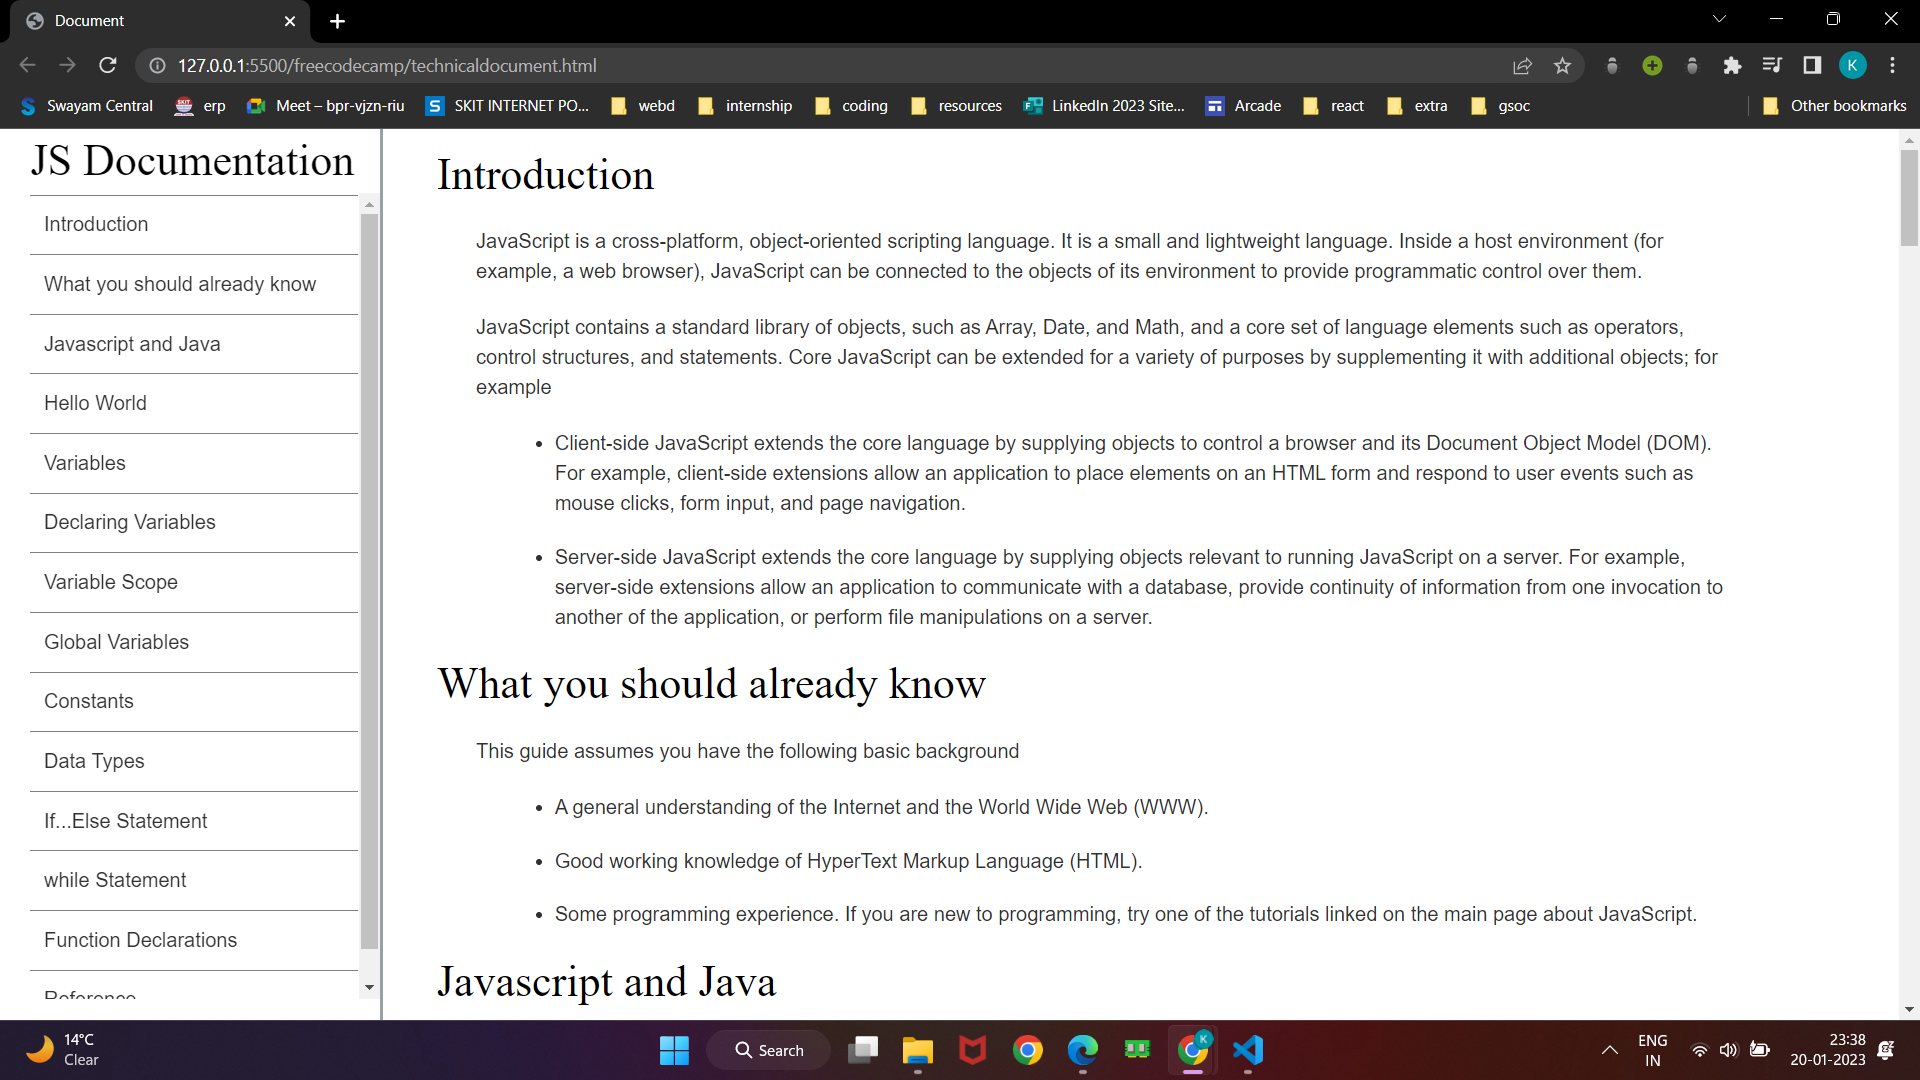 Document
127.0.0.1:5500/freecodecamp/technicaldocument.html
K
Swayam Central
erp
Meet – bpr-vjzn-riu
S
SKIT INTERNET PO...
webd
internship
coding
resources
LinkedIn 2023 Site...
Arcade
react
extra
gsoc
Other bookmarks
JS Documentation
Introduction
What you should already know
Javascript and Java
Hello World
Variables
Declaring Variables
Variable Scope
Global Variables
Constants
Data Types
If...Else Statement
while Statement
Function Declarations
Reference
Introduction
JavaScript is a cross-platform, object-oriented scripting language. It is a small and lightweight language. Inside a host environment (for
example, a web browser), JavaScript can be connected to the objects of its environment to provide programmatic control over them.
JavaScript contains a standard library of objects, such as Array, Date, and Math, and a core set of language elements such as operators,
control structures, and statements. Core JavaScript can be extended for a variety of purposes by supplementing it with additional objects; for
example
• Client-side JavaScript extends the core language by supplying objects to control a browser and its Document Object Model (DOM).
For example, client-side extensions allow an application to place elements on an HTML form and respond to user events such as
mouse clicks, form input, and page navigation.
• Server-side JavaScript extends the core language by supplying objects relevant to running JavaScript on a server. For example,
server-side extensions allow an application to communicate with a database, provide continuity of information from one invocation to
another of the application, or perform file manipulations on a server.
What you should already know
This guide assumes you have the following basic background
• A general understanding of the Internet and the World Wide Web (WWW).
• Good working knowledge of HyperText Markup Language (HTML).
• Some programming experience. If you are new to programming, try one of the tutorials linked on the main page about JavaScript.
Javascript and Java
14°C
Clear
Search
K
ENG
IN
23:38
20-01-2023